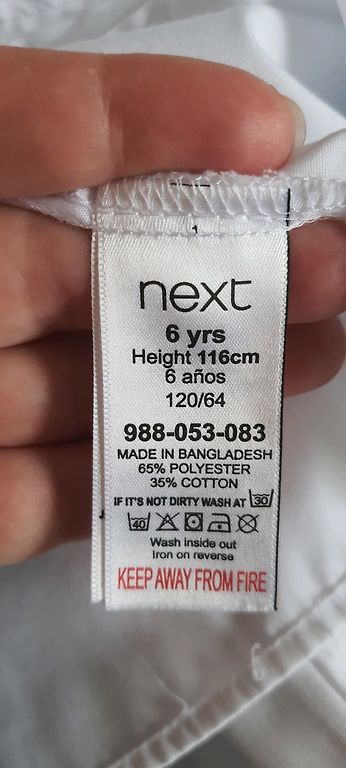 1
next
6 yrs
Height 116cm
6 años
120/64
988-053-083
MADE IN BANGLADESH
65% POLYESTER
35% COTTON
IF IT'S NOT DIRTY WASH AT 30
40
Wash inside out
Iron on reverse
KEEP AWAY FROM FIRE